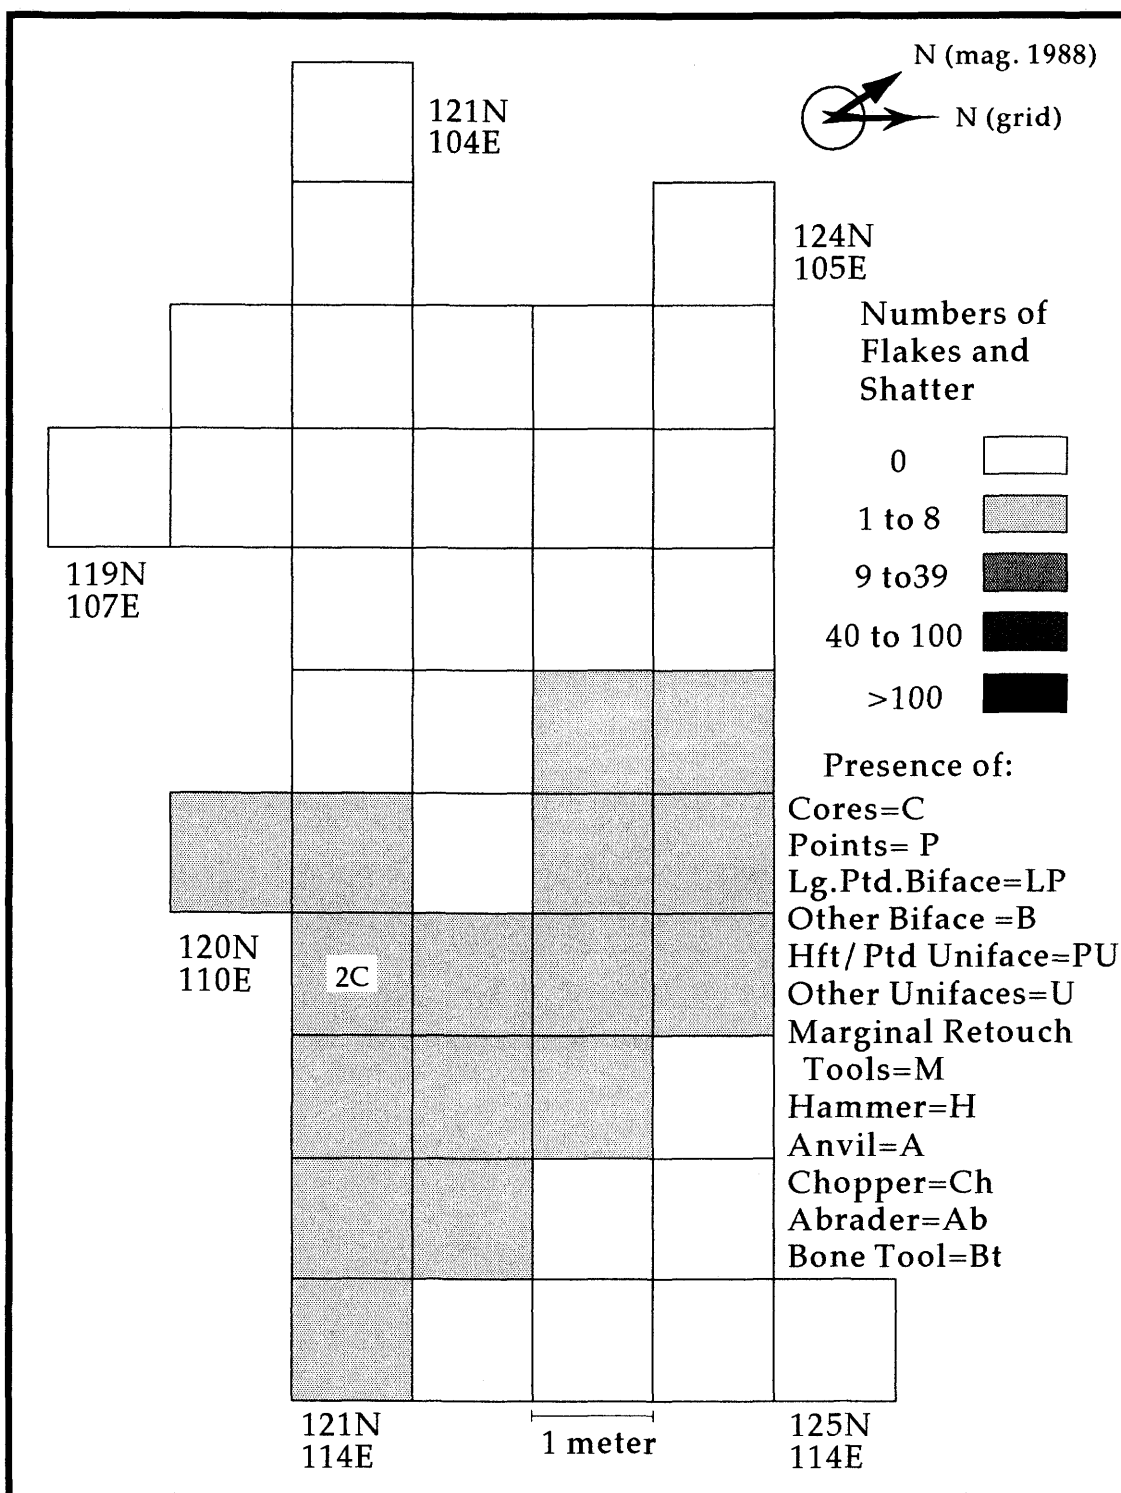 N (mag. 1988)
N (grid)
121N
104E
124N
105E
Numbers of
Flakes and
Shatter
0
1 to 8
9 to39
40 to 100
>100
119N
107E
Presence of:
Cores=C
Points= P
Lg.Ptd.Biface=LP
Other Biface =B
Hft/ Ptd Uniface=PU
Other Unifaces=U
Marginal Retouch
Tools=M
Hammer=H
Anvil=A
Chopper=Ch
Abrader=Ab
Bone Tool=Bt
120N
110E
2C
121N
114E
1 meter
125N
114E